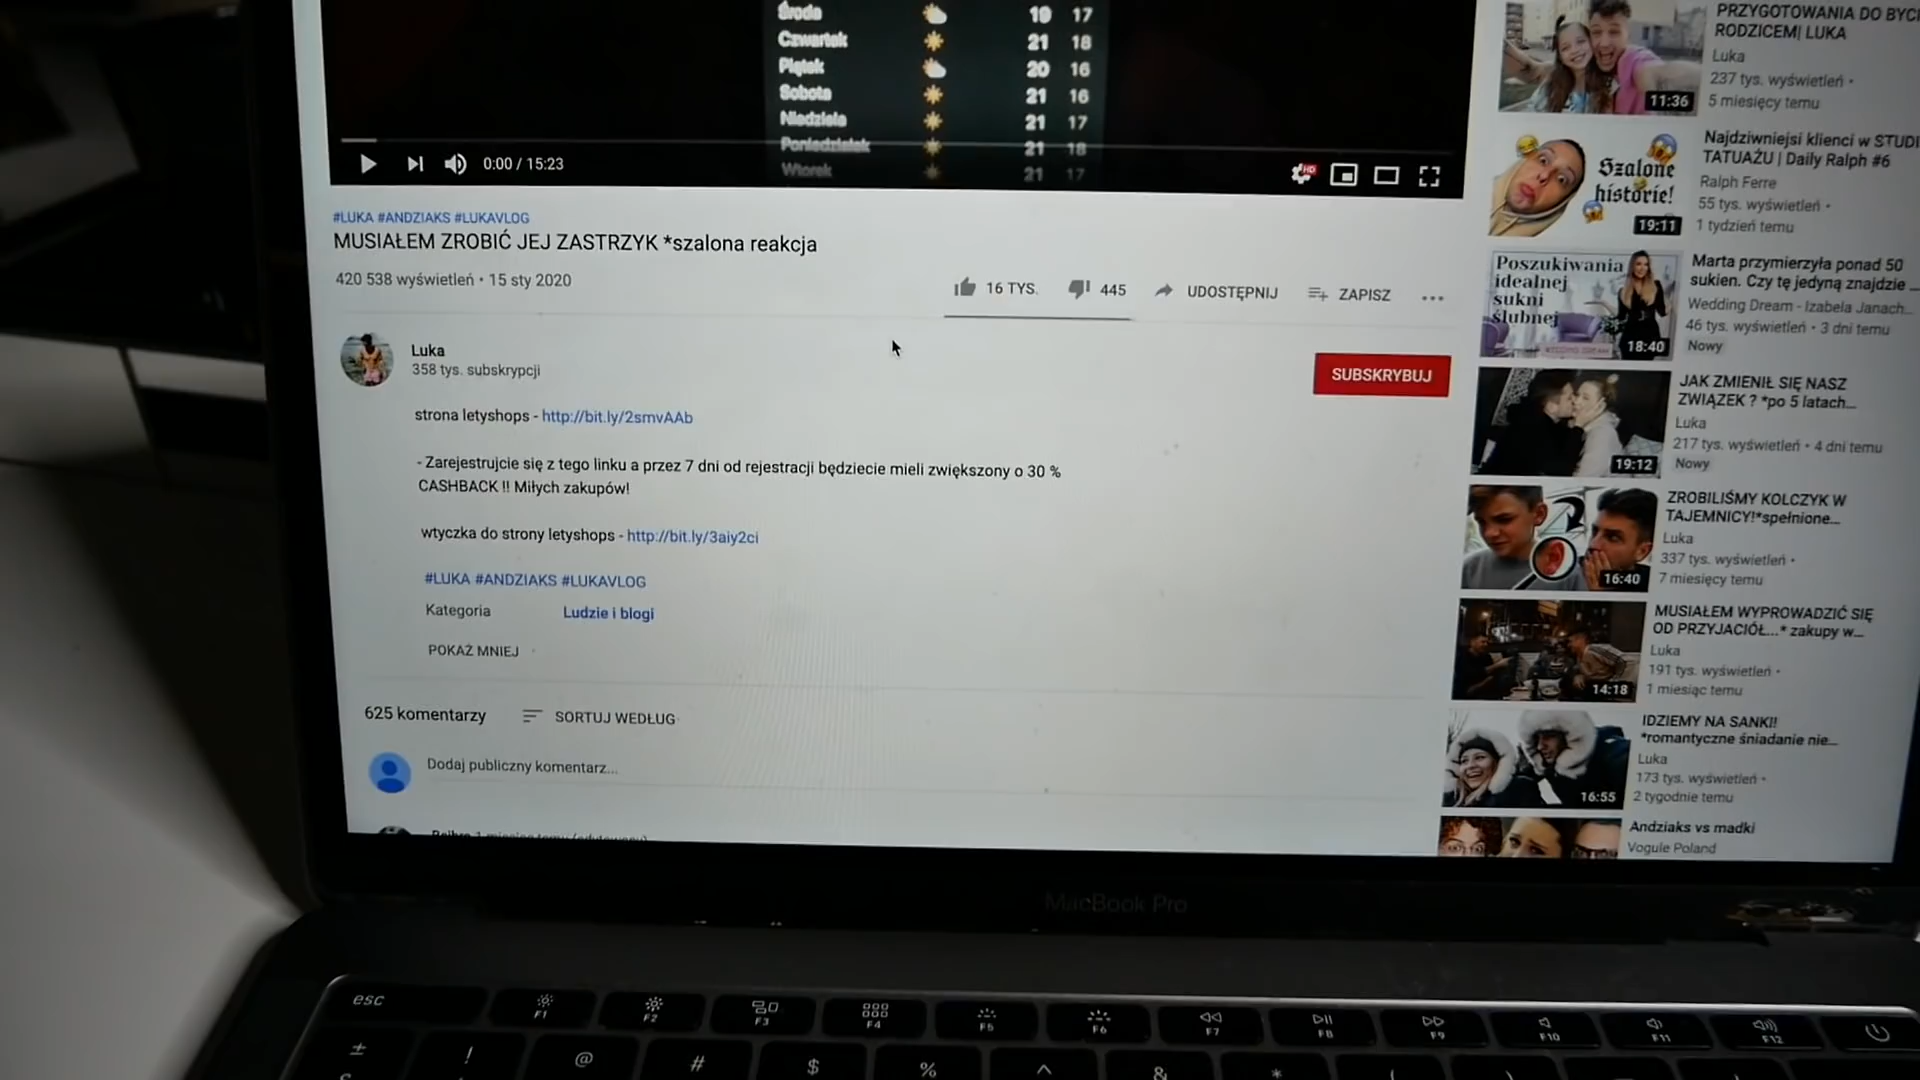 Środa 19 17
Czwartek 21 18
Piątek 20 16
Sobota 21 16
Niedziela 21 17
Poniedziałek 21 18
Wtorek 21 17
0:00 / 15:23
HD
#LUKA #ANDZIAKS #LUKAVLOG
MUSIAŁEM ZROBIĆ JEJ ZASTRZYK *szalona reakcja
420 538 wyświetleń • 15 sty 2020
16 TYS. 445 UDOSTĘPNIJ ZAPISZ
Luka
358 tys. subskrypcji
SUBSKRYBUJ
strona letyshops - http://bit.ly/2smvAAb
- Zarejestrujcie się z tego linku a przez 7 dni od rejestracji będziecie mieli zwiększony o 30 %
CASHBACK !! Miłych zakupów!
wtyczka do strony letyshops - http://bit.ly/3aiy2ci
#LUKA #ANDZIAKS #LUKAVLOG
Kategoria Ludzie i blogi
POKAŻ MNIEJ
625 komentarzy SORTUJ WEDŁUG
Dodaj publiczny komentarz...
PRZYGOTOWANIA DO BYCI
RODZICEM| LUKA
Luka
237 tys. wyświetleń •
5 miesięcy temu
11:36
Najdziwniejsi klienci w STUDI
TATUAŻU | Daily Ralph #6
Ralph Ferre
55 tys. wyświetleń •
1 tydzień temu
Szalone
historie!
19:11
Marta przymierzyła ponad 50
sukien. Czy tę jedyną znajdzie ...
Wedding Dream - Izabela Janach...
46 tys. wyświetleń • 3 dni temu
Nowy
Poszukiwania
idealnej
sukni
ślubnej
18:40
JAK ZMIENIŁ SIĘ NASZ
ZWIĄZEK ? *po 5 latach...
Luka
217 tys. wyświetleń • 4 dni temu
Nowy
19:12
ZROBILIŚMY KOLCZYK W
TAJEMNICY!*spełnione...
Luka
337 tys. wyświetleń •
7 miesięcy temu
16:40
MUSIAŁEM WYPROWADZIĆ SIĘ
OD PRZYJACIÓŁ...* zakupy w...
Luka
191 tys. wyświetleń •
1 miesiąc temu
14:18
IDZIEMY NA SANKI!
*romantyczne śniadanie nie...
Luka
173 tys. wyświetleń •
2 tygodnie temu
16:55
Andziaks vs madki
Vogule Poland
MacBook Pro
esc F1 F2 F3 F4 F5 F6 F7 F8 F9 F10 F11 F12
± ! @ # $ % ^ & * (